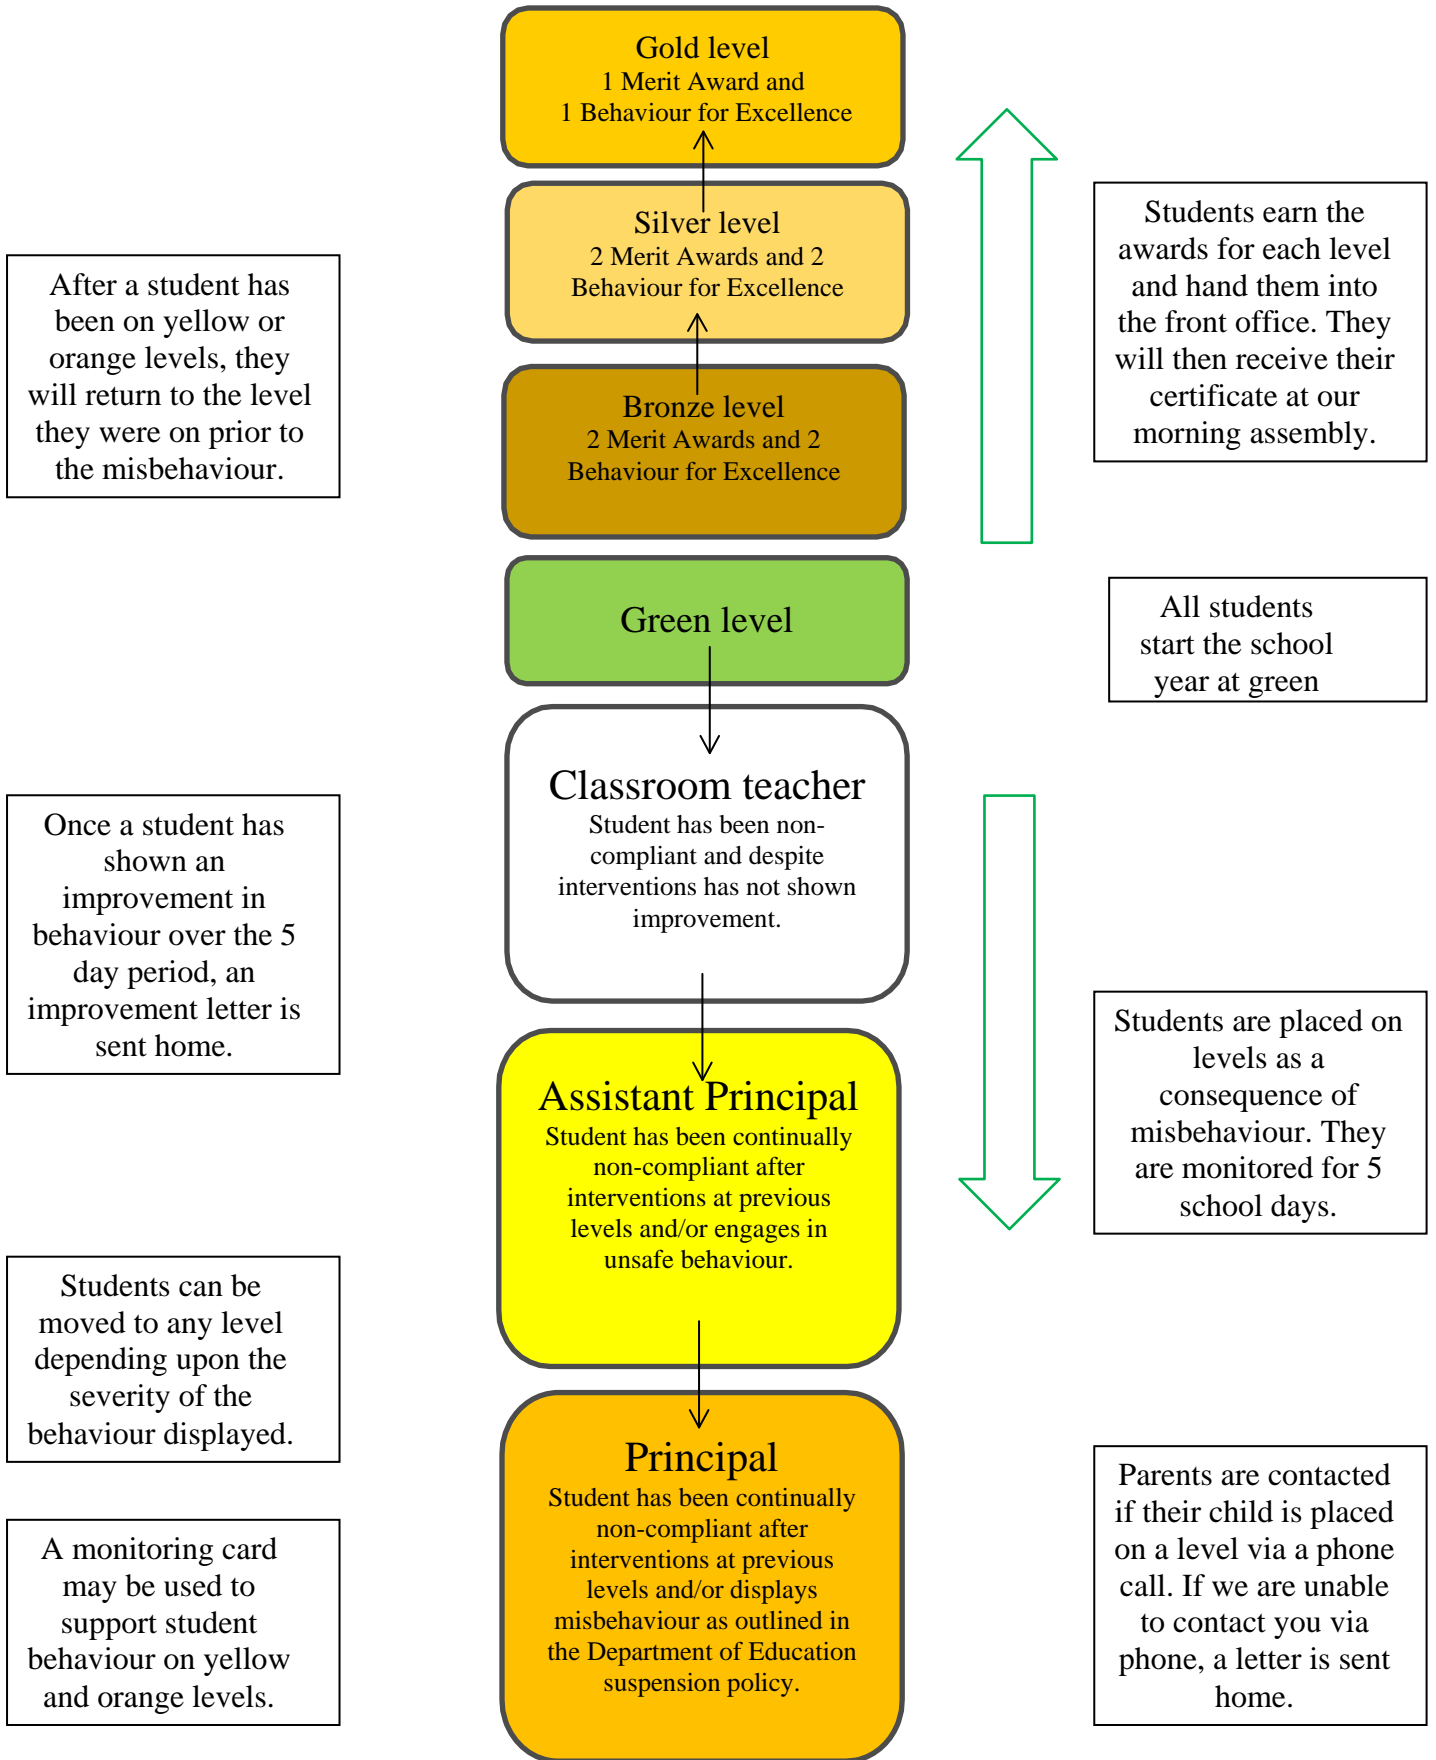 Gold level
1 Merit Award and
1 Behaviour for Excellence
Silver level
2 Merit Awards and 2
Behaviour for Excellence
Students earn the
awards for each level
and hand them into
the front office. They
will then receive their
certificate at our
morning assembly.
After a student has
been on yellow or
orange levels, they
will return to the level
they were on prior to
the misbehaviour.
Bronze level
2 Merit Awards and 2
Behaviour for Excellence
Green level
All students
start the school
year at green
Classroom teacher
Student has been non-
compliant and despite
interventions has not shown
improvement.
Once a student has
shown an
improvement in
behaviour over the 5
day period, an
improvement letter is
sent home.
Students are placed on
levels as a
consequence of
misbehaviour. They
are monitored for 5
school days.
Assistant Principal
Student has been continually
non-compliant after
interventions at previous
levels and/or engages in
unsafe behaviour.
Students can be
moved to any level
depending upon the
severity of the
behaviour displayed.
Principal
Student has been continually
non-compliant after
interventions at previous
levels and/or displays
misbehaviour as outlined in
the Department of Education
suspension policy.
Parents are contacted
if their child is placed
on a level via a phone
call. If we are unable
to contact you via
phone, a letter is sent
home.
A monitoring card
may be used to
support student
behaviour on yellow
and orange levels.